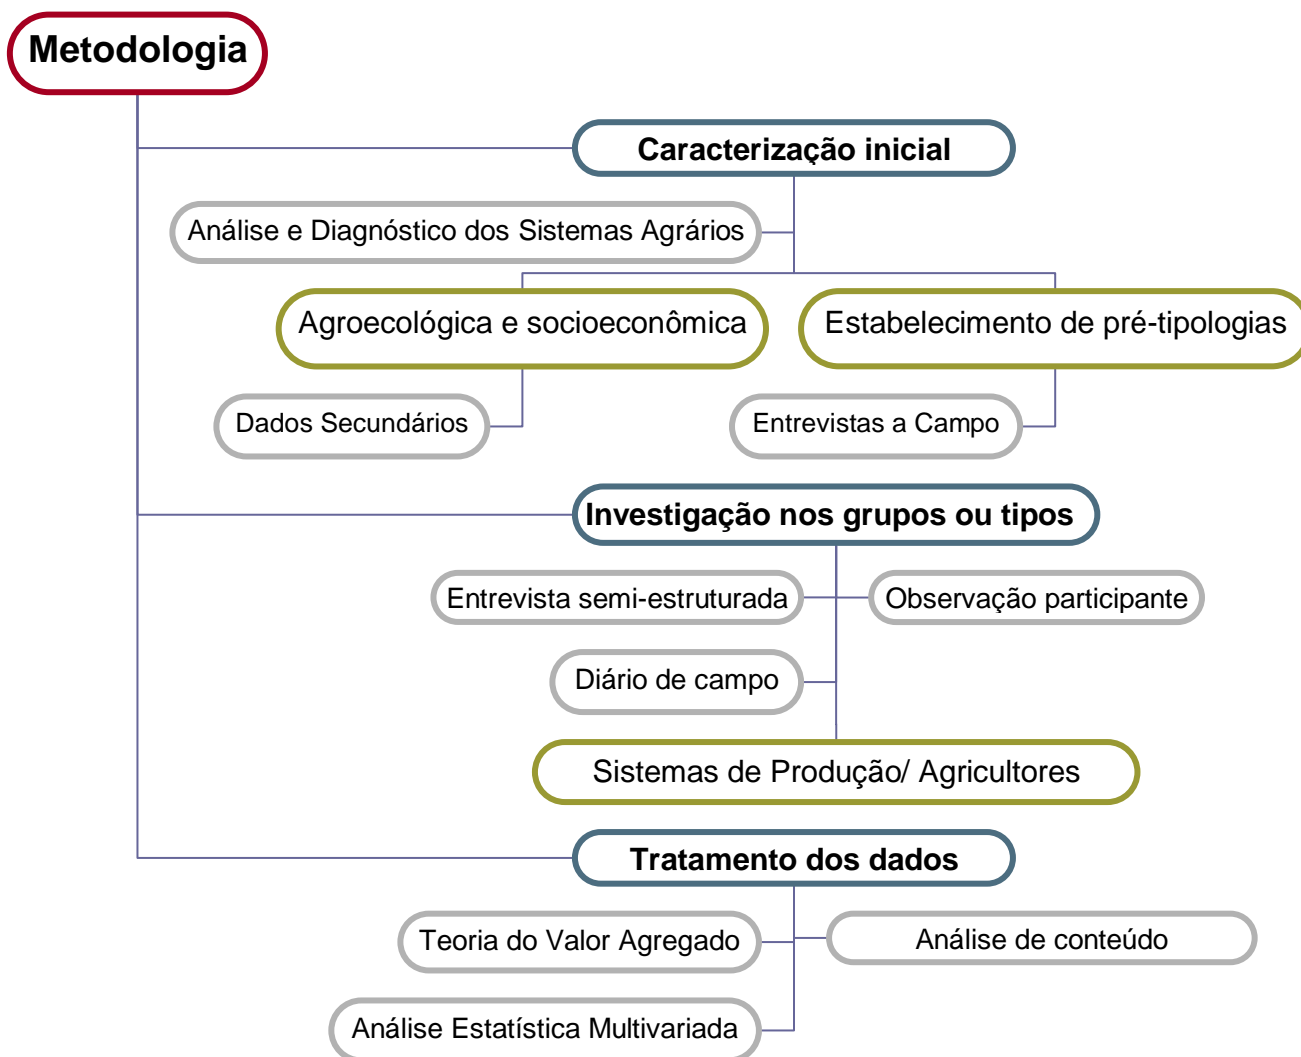 Metodologia
Caracterização inicial
Análise e Diagnóstico dos Sistemas Agrários
Agroecológica e socioeconômica
Estabelecimento de pré-tipologias
Dados Secundários
Entrevistas a Campo
Investigação nos grupos ou tipos
Entrevista semi-estruturada
Observação participante
Diário de campo
Sistemas de Produção/ Agricultores
Tratamento dos dados
Teoria do Valor Agregado
Análise de conteúdo
Análise Estatística Multivariada